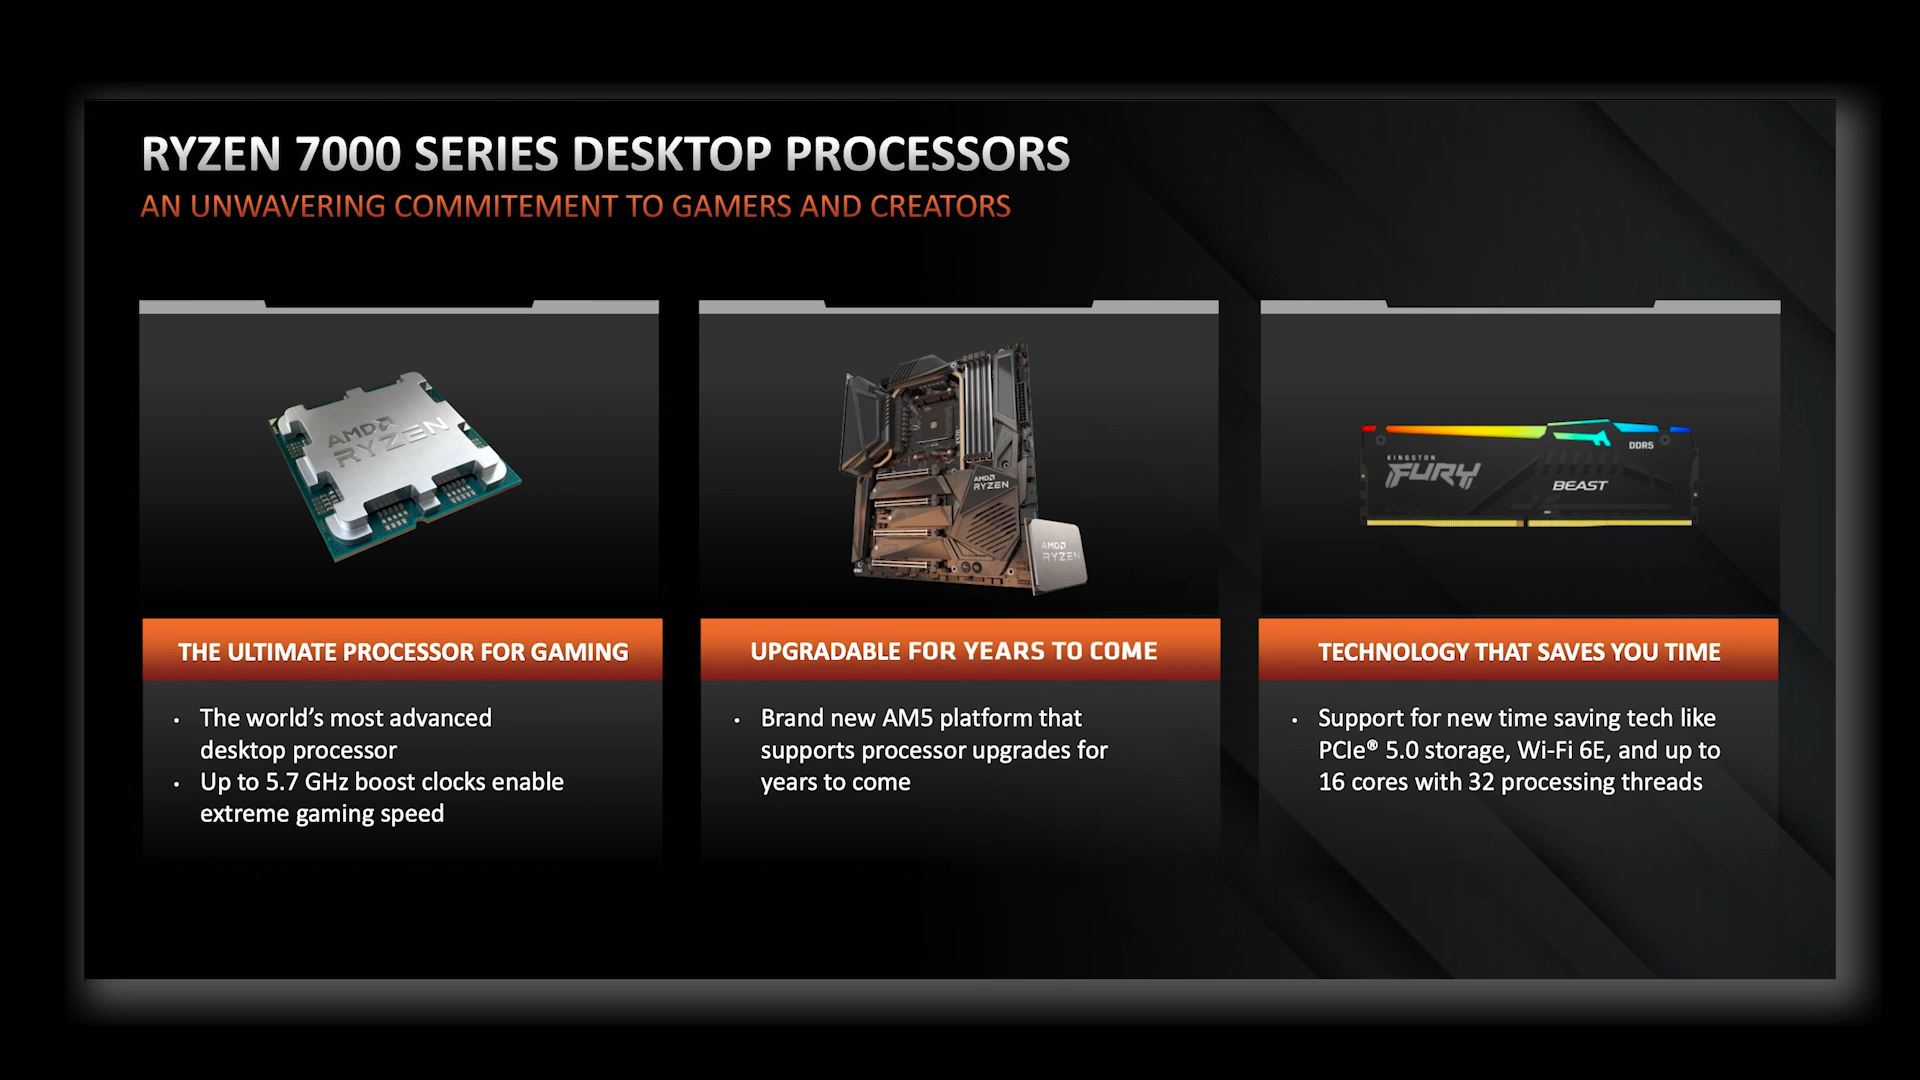 RYZEN 7000 SERIES DESKTOP PROCESSORS
AN UNWAVERING COMMITEMENT TO GAMERS AND CREATORS
AMD
RYZEN
AMD
RYZEN
AMD
RYZEN
DDR5
KINGSTON
FURY
BEAST
THE ULTIMATE PROCESSOR FOR GAMING
• The world's most advanced
desktop processor
• Up to 5.7 GHz boost clocks enable
extreme gaming speed
UPGRADABLE FOR YEARS TO COME
• Brand new AM5 platform that
supports processor upgrades for
years to come
TECHNOLOGY THAT SAVES YOU TIME
• Support for new time saving tech like
PCIe® 5.0 storage, Wi-Fi 6E, and up to
16 cores with 32 processing threads